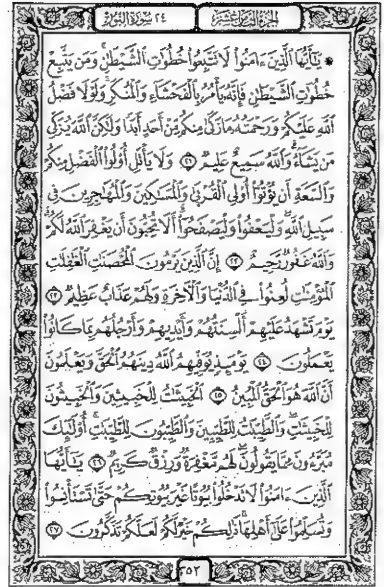 الجزء الثامن عشر ٢٤ سورة النور
يَٰٓأَيُّهَا ٱلَّذِينَ ءَامَنُوا۟ لَا تَتَّبِعُوا۟ خُطُوَٰتِ ٱلشَّيْطَٰنِ وَمَن يَتَّبِعْ
خُطُوَٰتِ ٱلشَّيْطَٰنِ فَإِنَّهُۥ يَأْمُرُ بِٱلْفَحْشَآءِ وَٱلْمُنكَرِ وَلَوْلَا فَضْلُ
ٱللَّهِ عَلَيْكُمْ وَرَحْمَتُهُۥ مَا زَكَىٰ مِنكُم مِّنْ أَحَدٍ أَبَدًا وَلَٰكِنَّ ٱللَّهَ يُزَكِّى
مَن يَشَآءُ وَٱللَّهُ سَمِيعٌ عَلِيمٌ ٢١ وَلَا يَأْتَلِ أُو۟لُوا۟ ٱلْفَضْلِ مِنكُمْ
وَٱلسَّعَةِ أَن يُؤْتُوٓا۟ أُو۟لِى ٱلْقُرْبَىٰ وَٱلْمَسَٰكِينَ وَٱلْمُهَٰجِرِينَ فِى
سَبِيلِ ٱللَّهِ وَلْيَعْفُوا۟ وَلْيَصْفَحُوٓا۟ أَلَا تُحِبُّونَ أَن يَغْفِرَ ٱللَّهُ لَكُمْ
وَٱللَّهُ غَفُورٌ رَّحِيمٌ ٢٢ إِنَّ ٱلَّذِينَ يَرْمُونَ ٱلْمُحْصَنَٰتِ ٱلْغَٰفِلَٰتِ
ٱلْمُؤْمِنَٰتِ لُعِنُوا۟ فِى ٱلدُّنْيَا وَٱلْءَاخِرَةِ وَلَهُمْ عَذَابٌ عَظِيمٌ ٢٣
يَوْمَ تَشْهَدُ عَلَيْهِمْ أَلْسِنَتُهُمْ وَأَيْدِيهِمْ وَأَرْجُلُهُم بِمَا كَانُوا۟
يَعْمَلُونَ ٢٤ يَوْمَئِذٍ يُوَفِّيهِمُ ٱللَّهُ دِينَهُمُ ٱلْحَقَّ وَيَعْلَمُونَ
أَنَّ ٱللَّهَ هُوَ ٱلْحَقُّ ٱلْمُبِينُ ٢٥ ٱلْخَبِيثَٰتُ لِلْخَبِيثِينَ وَٱلْخَبِيثُونَ
لِلْخَبِيثَٰتِ وَٱلطَّيِّبَٰتُ لِلطَّيِّبِينَ وَٱلطَّيِّبُونَ لِلطَّيِّبَٰتِ أُو۟لَٰٓئِكَ
مُبَرَّءُونَ مِمَّا يَقُولُونَ لَهُم مَّغْفِرَةٌ وَرِزْقٌ كَرِيمٌ ٢٦ يَٰٓأَيُّهَا
ٱلَّذِينَ ءَامَنُوا۟ لَا تَدْخُلُوا۟ بُيُوتًا غَيْرَ بُيُوتِكُمْ حَتَّىٰ تَسْتَأْنِسُوا۟
وَتُسَلِّمُوا۟ عَلَىٰٓ أَهْلِهَا ذَٰلِكُمْ خَيْرٌ لَّكُمْ لَعَلَّكُمْ تَذَكَّرُونَ ٢٧
٣٥٢